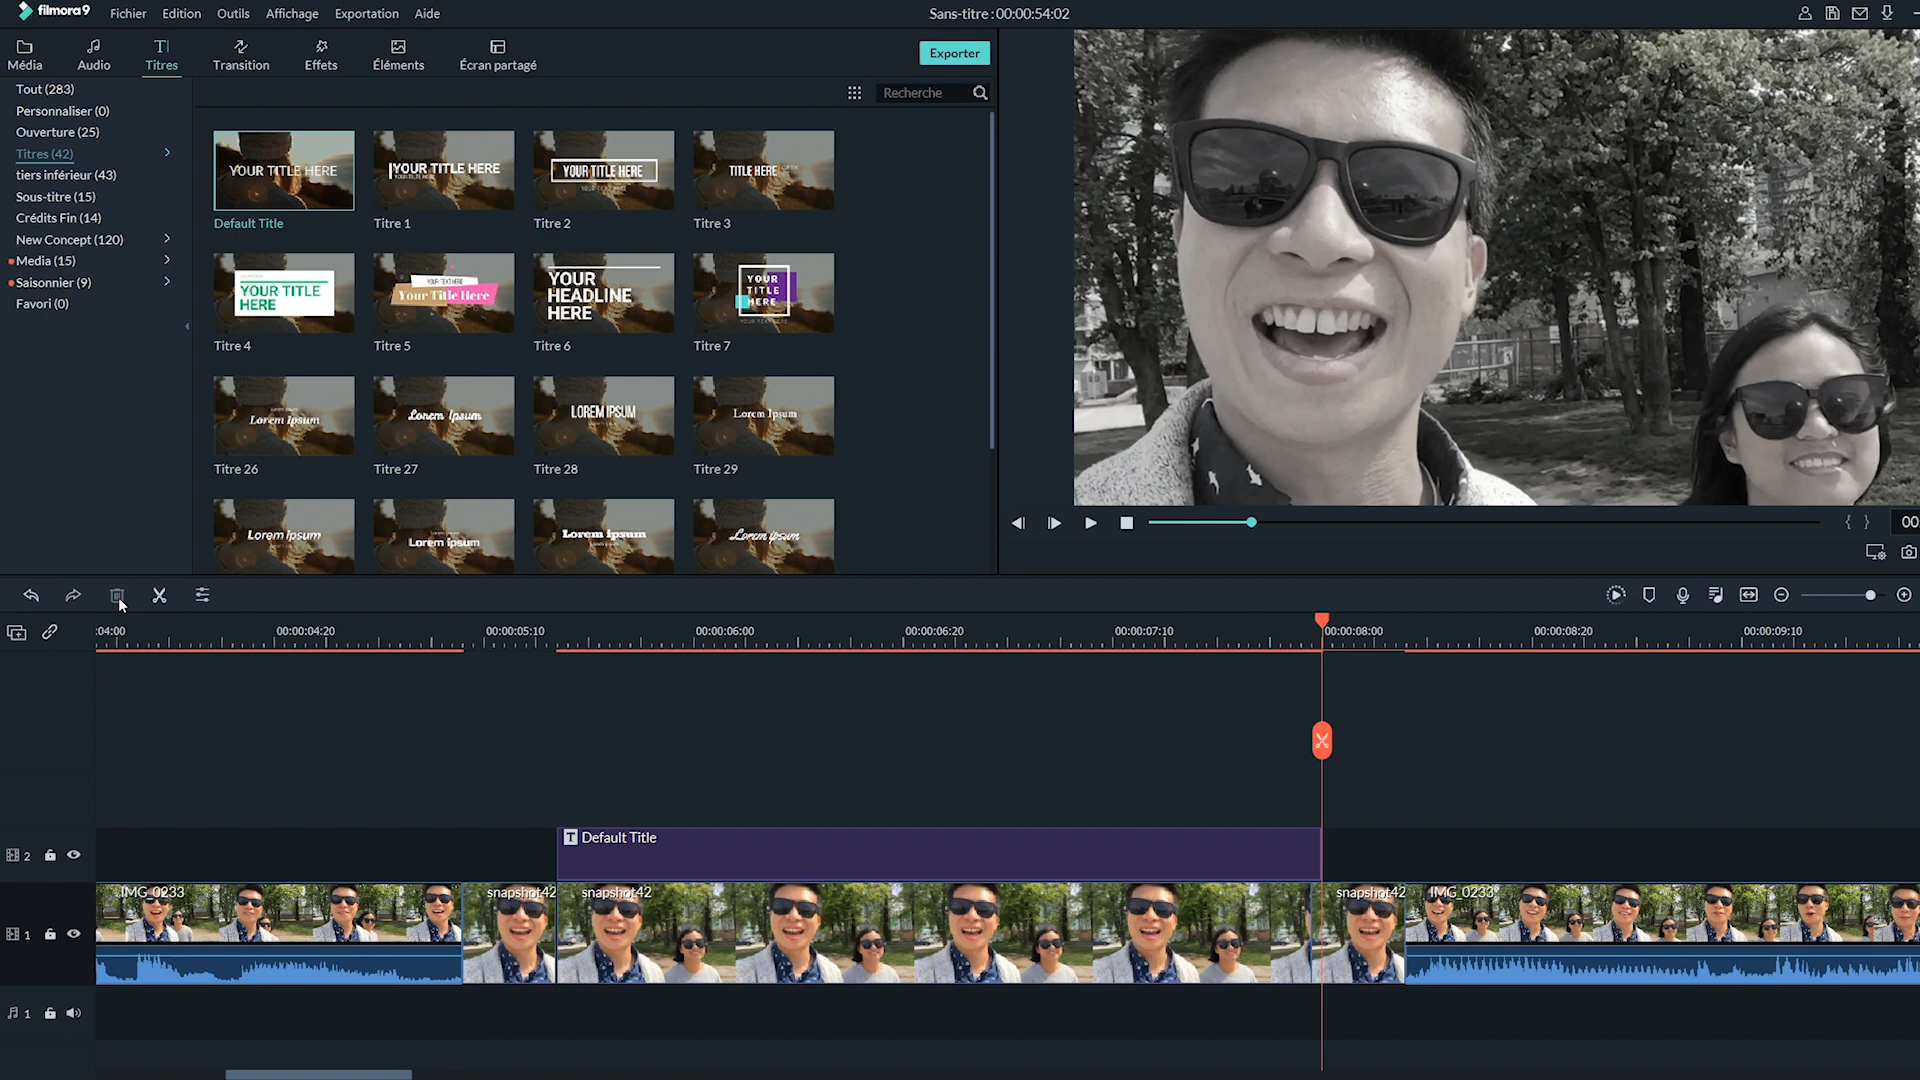 filmora9 Fichier Edition Outils Affichage Exportation Aide Sans-titre : 00:00:54:02
Média Audio Titres Transition Effets Éléments Écran partagé Exporter
Tout (283)
Recherche
Personnaliser (0)
Ouverture (25)
Titres (42)
tiers inférieur (43)
Sous-titre (15)
Crédits Fin (14)
New Concept (120)
Media (15)
Saisonnier (9)
Favori (0)
YOUR TITLE HERE
YOUR TITLE HERE
YOUR TITLE HERE
TITLE HERE
Default Title Titre 1 Titre 2 Titre 3
YOUR TITLE
HERE
YOUR TEXT HERE
Your Title Here
YOUR
HEADLINE
HERE
YOUR
TITLE
HERE
Titre 4 Titre 5 Titre 6 Titre 7
Lorem Ipsum
Lorem Ipsum
LOREM IPSUM
Lorem Ipsum
Titre 26 Titre 27 Titre 28 Titre 29
Lorem Ipsum
Lorem Ipsum
Lorem Ipsum
Lorem Ipsum
00
:04:00 00:00:04:20 00:00:05:10 00:00:06:00 00:00:06:20 00:00:07:10 00:00:08:00 00:00:08:20 00:00:09:10
Default Title
2
IMG_0233 snapshot42 snapshot42 snapshot42 IMG_0233
1
1